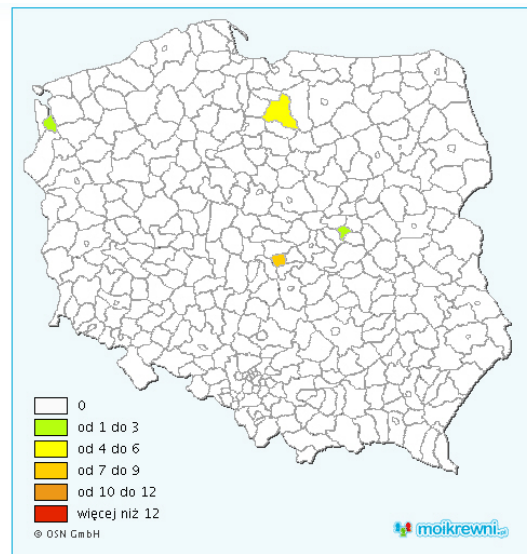 0
od 1 do 3
od 4 do 6
od 7 do 9
od 10 do 12
więcej niż 12
© OSN GmbH
moikrewni.pl